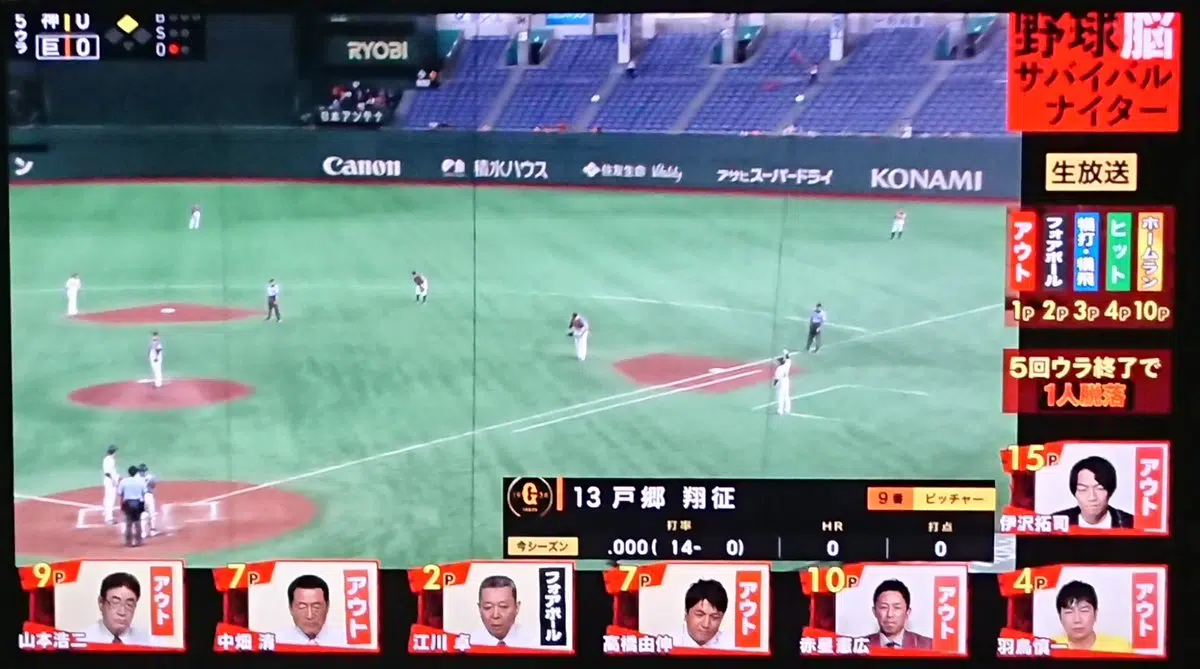 5ウラ
神 0
巨 0
B
S
O
RYOBI
日本アンテナ
ン
Canon
積水ハウス
住友生命 Vitality
アサヒスーパードライ
KONAMI
野球脳
サバイバル
ナイター
生放送
アウト
フォアボール
犠打・犠飛
ヒット
ホームラン
1P 2P 3P 4P 10P
5回ウラ終了で
1人脱落
15P
アウト
伊沢拓司
G
13 戸郷 翔征
9番 ピッチャー
打率 HR 打点
今シーズン .000( 14- 0) 0 0
9P
アウト
山本浩二
7P
アウト
中畑 清
2P
フォアボール
江川 卓
7P
アウト
高橋由伸
10P
アウト
赤星憲広
4P
アウト
羽鳥慎一